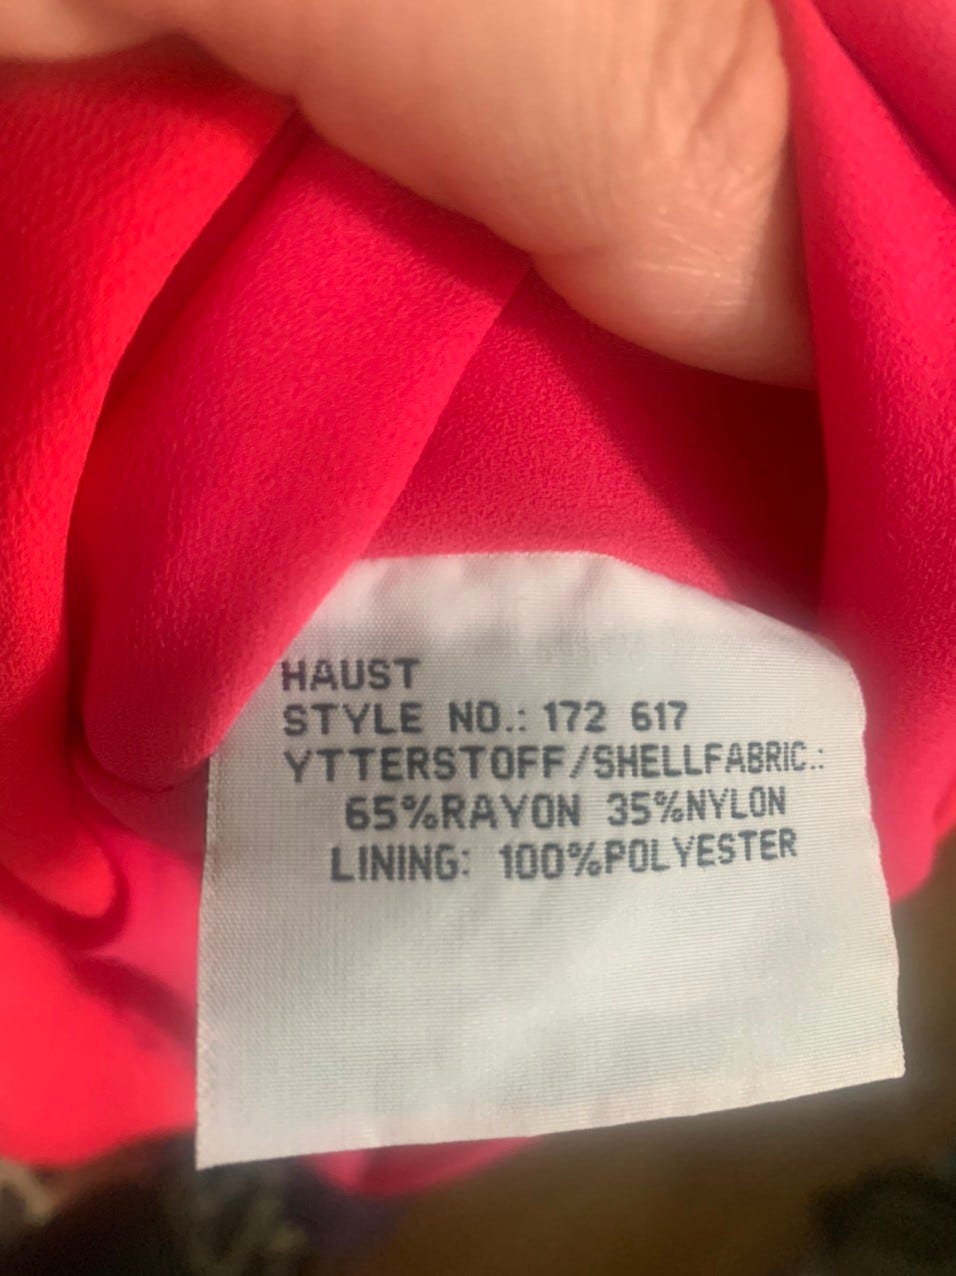 HAUST
STYLE NO.: 172 617
YTTERSTOFF/SHELLFABRIC.:
65%RAYON 35%NYLON
LINING: 100%POLYESTER